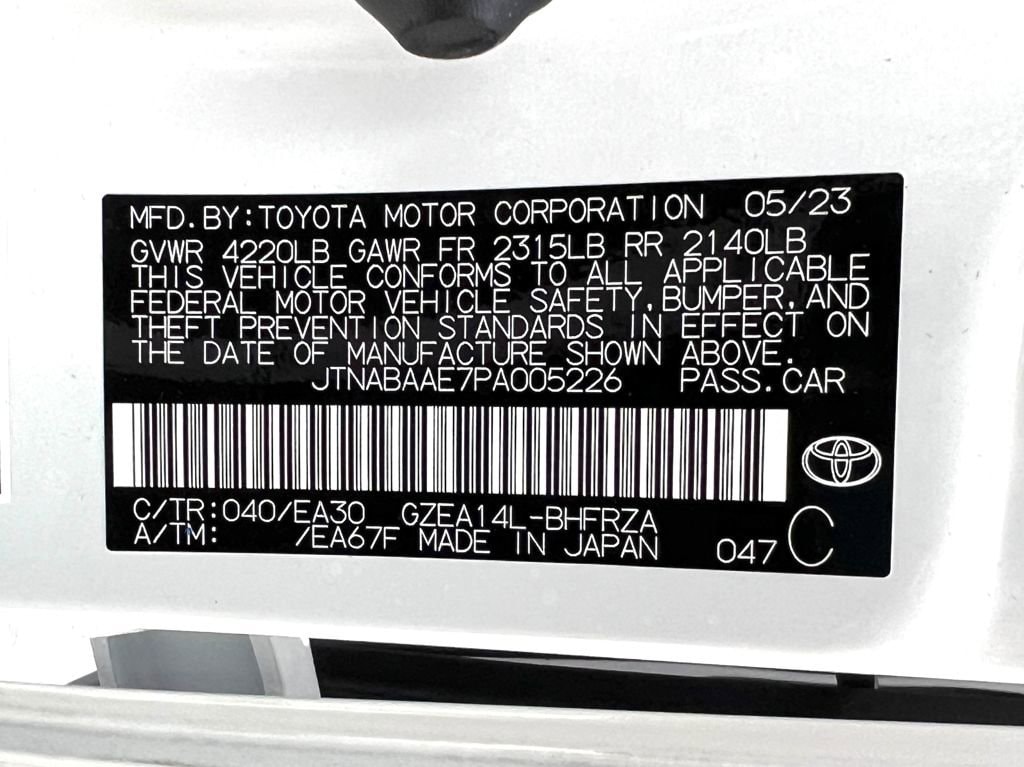 MFD.BY:TOYOTA MOTOR CORPORATION 05/23
GVWR 4220LB GAWR FR 2315LB RR 2140LB
THIS VEHICLE CONFORMS TO ALL APPLICABLE
FEDERAL MOTOR VEHICLE SAFETY,BUMPER,AND
THEFT PREVENTION STANDARDS IN EFFECT ON
THE DATE OF MANUFACTURE SHOWN ABOVE.
JTNABAAE7PA005226 PASS.CAR
C/TR:040/EA30 GZEA14L-BHFRZA
A/TM: /EA67F MADE IN JAPAN 047 C